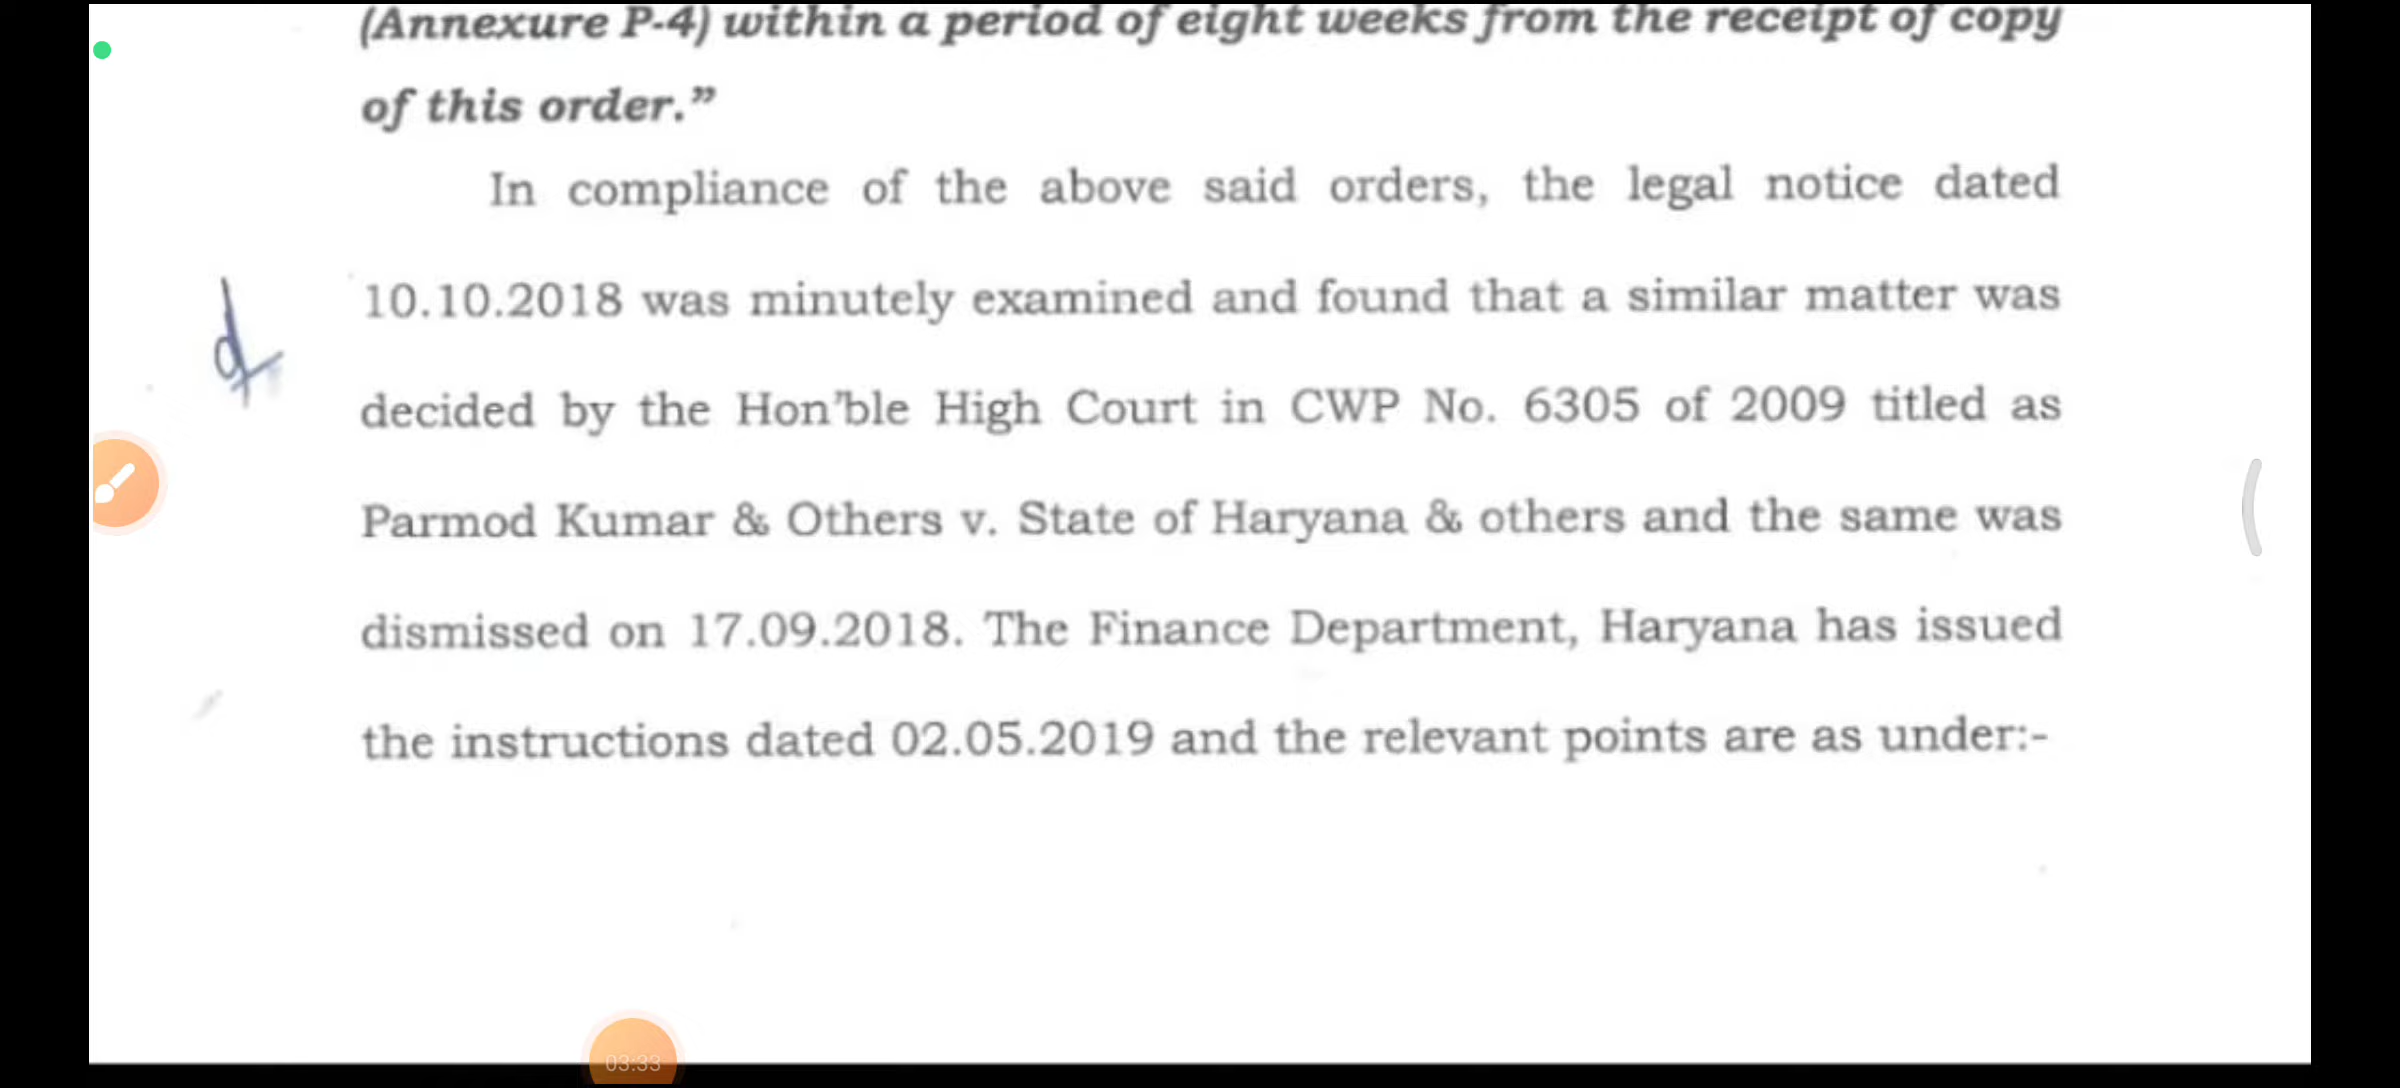 (Annexure P-4) within a period of eight weeks from the receipt of copy
of this order.”
In compliance of the above said orders, the legal notice dated
10.10.2018 was minutely examined and found that a similar matter was
decided by the Hon’ble High Court in CWP No. 6305 of 2009 titled as
Parmod Kumar & Others v. State of Haryana & others and the same was
dismissed on 17.09.2018. The Finance Department, Haryana has issued
the instructions dated 02.05.2019 and the relevant points are as under:-
03:33